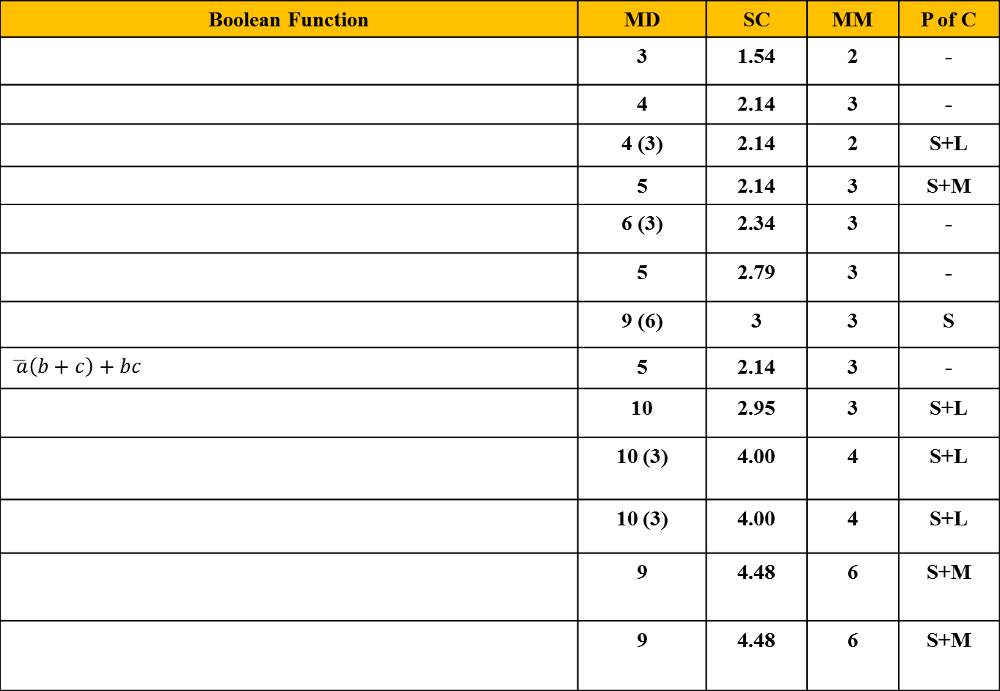 Boolean Function MD SC MM P of C
3 1.54 2 -
4 2.14 3 -
4 (3) 2.14 2 S+L
5 2.14 3 S+M
6 (3) 2.34 3 -
5 2.79 3 -
9 (6) 3 3 S
a̅(b + c) + bc 5 2.14 3 -
10 2.95 3 S+L
10 (3) 4.00 4 S+L
10 (3) 4.00 4 S+L
9 4.48 6 S+M
9 4.48 6 S+M